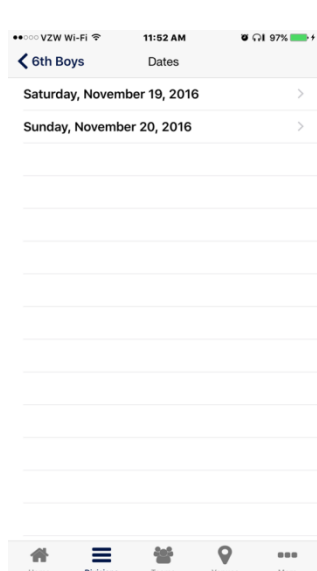 VZW Wi-Fi 11:52 AM 97%
6th Boys Dates
Saturday, November 19, 2016
Sunday, November 20, 2016